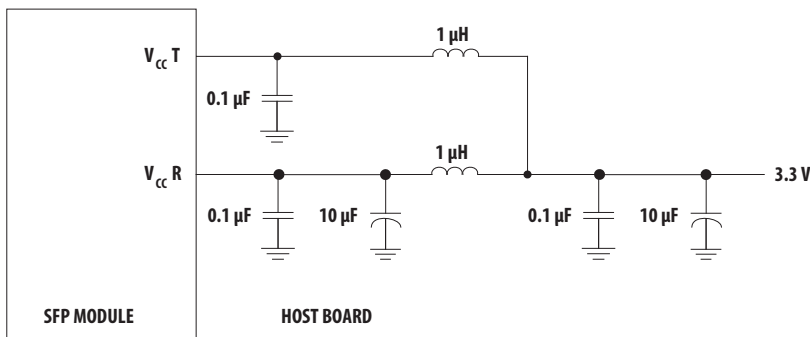 1 µH
V_CC T
0.1 µF
1 µH
V_CC R
3.3 V
0.1 µF
10 µF
0.1 µF
10 µF
SFP MODULE
HOST BOARD